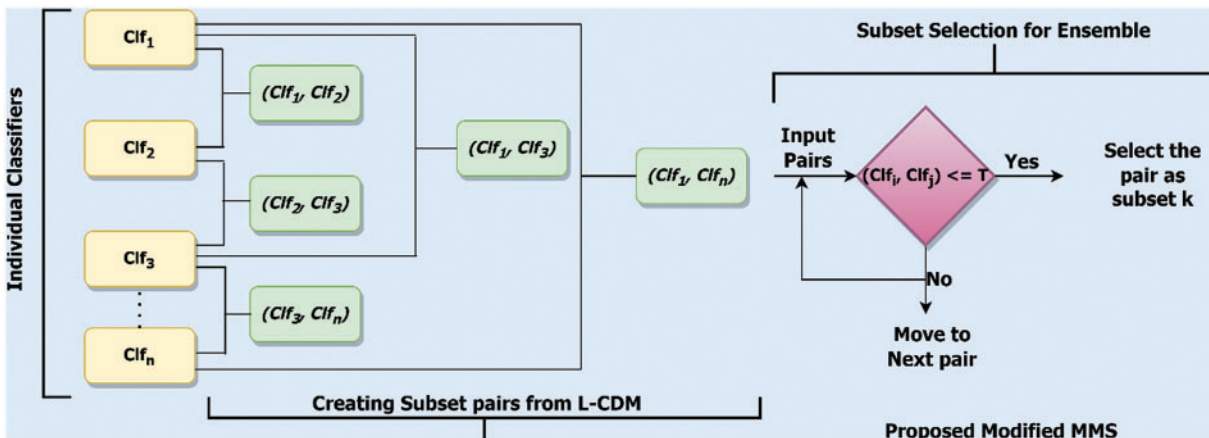 Individual Classifiers
Clf1
Clf2
Clf3
Clfn
(Clf1, Clf2)
(Clf2, Clf3)
(Clf3, Clfn)
(Clf1, Clf3)
(Clf1, Clfn)
Creating Subset pairs from L-CDM
Subset Selection for Ensemble
Input
Pairs
(Clfi, Clfj) <= T
Yes
Select the
pair as
subset k
No
Move to
Next pair
Proposed Modified MMS